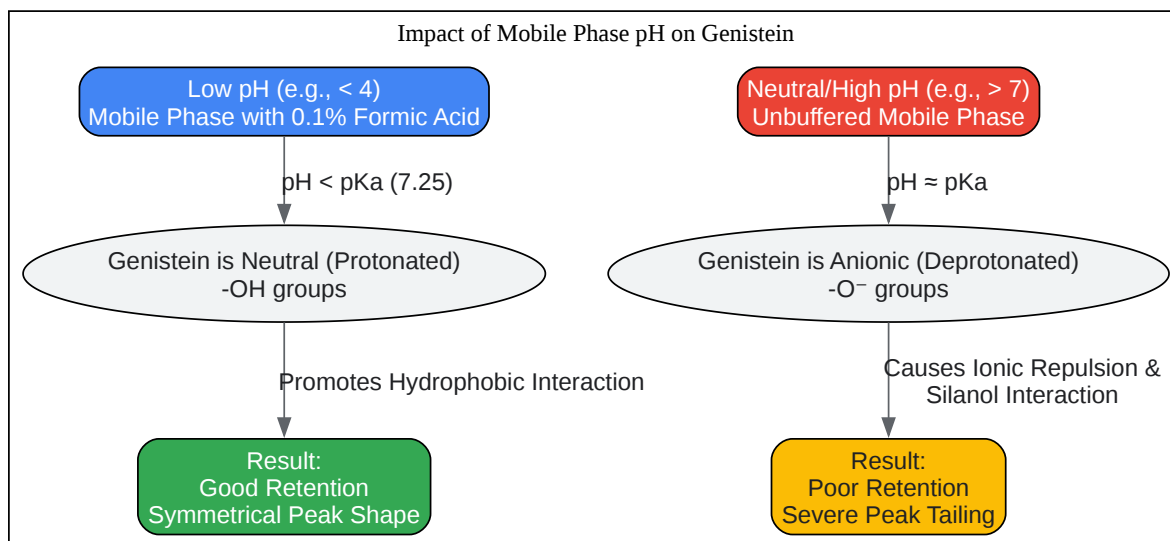 Impact of Mobile Phase pH on Genistein
Low pH (e.g., < 4)
Mobile Phase with 0.1% Formic Acid
Neutral/High pH (e.g., > 7)
Unbuffered Mobile Phase
pH < pKa (7.25)
pH ≈ pKa
Genistein is Neutral (Protonated)
-OH groups
Genistein is Anionic (Deprotonated)
-O⁻ groups
Promotes Hydrophobic Interaction
Causes Ionic Repulsion &
Silanol Interaction
Result:
Good Retention
Symmetrical Peak Shape
Result:
Poor Retention
Severe Peak Tailing